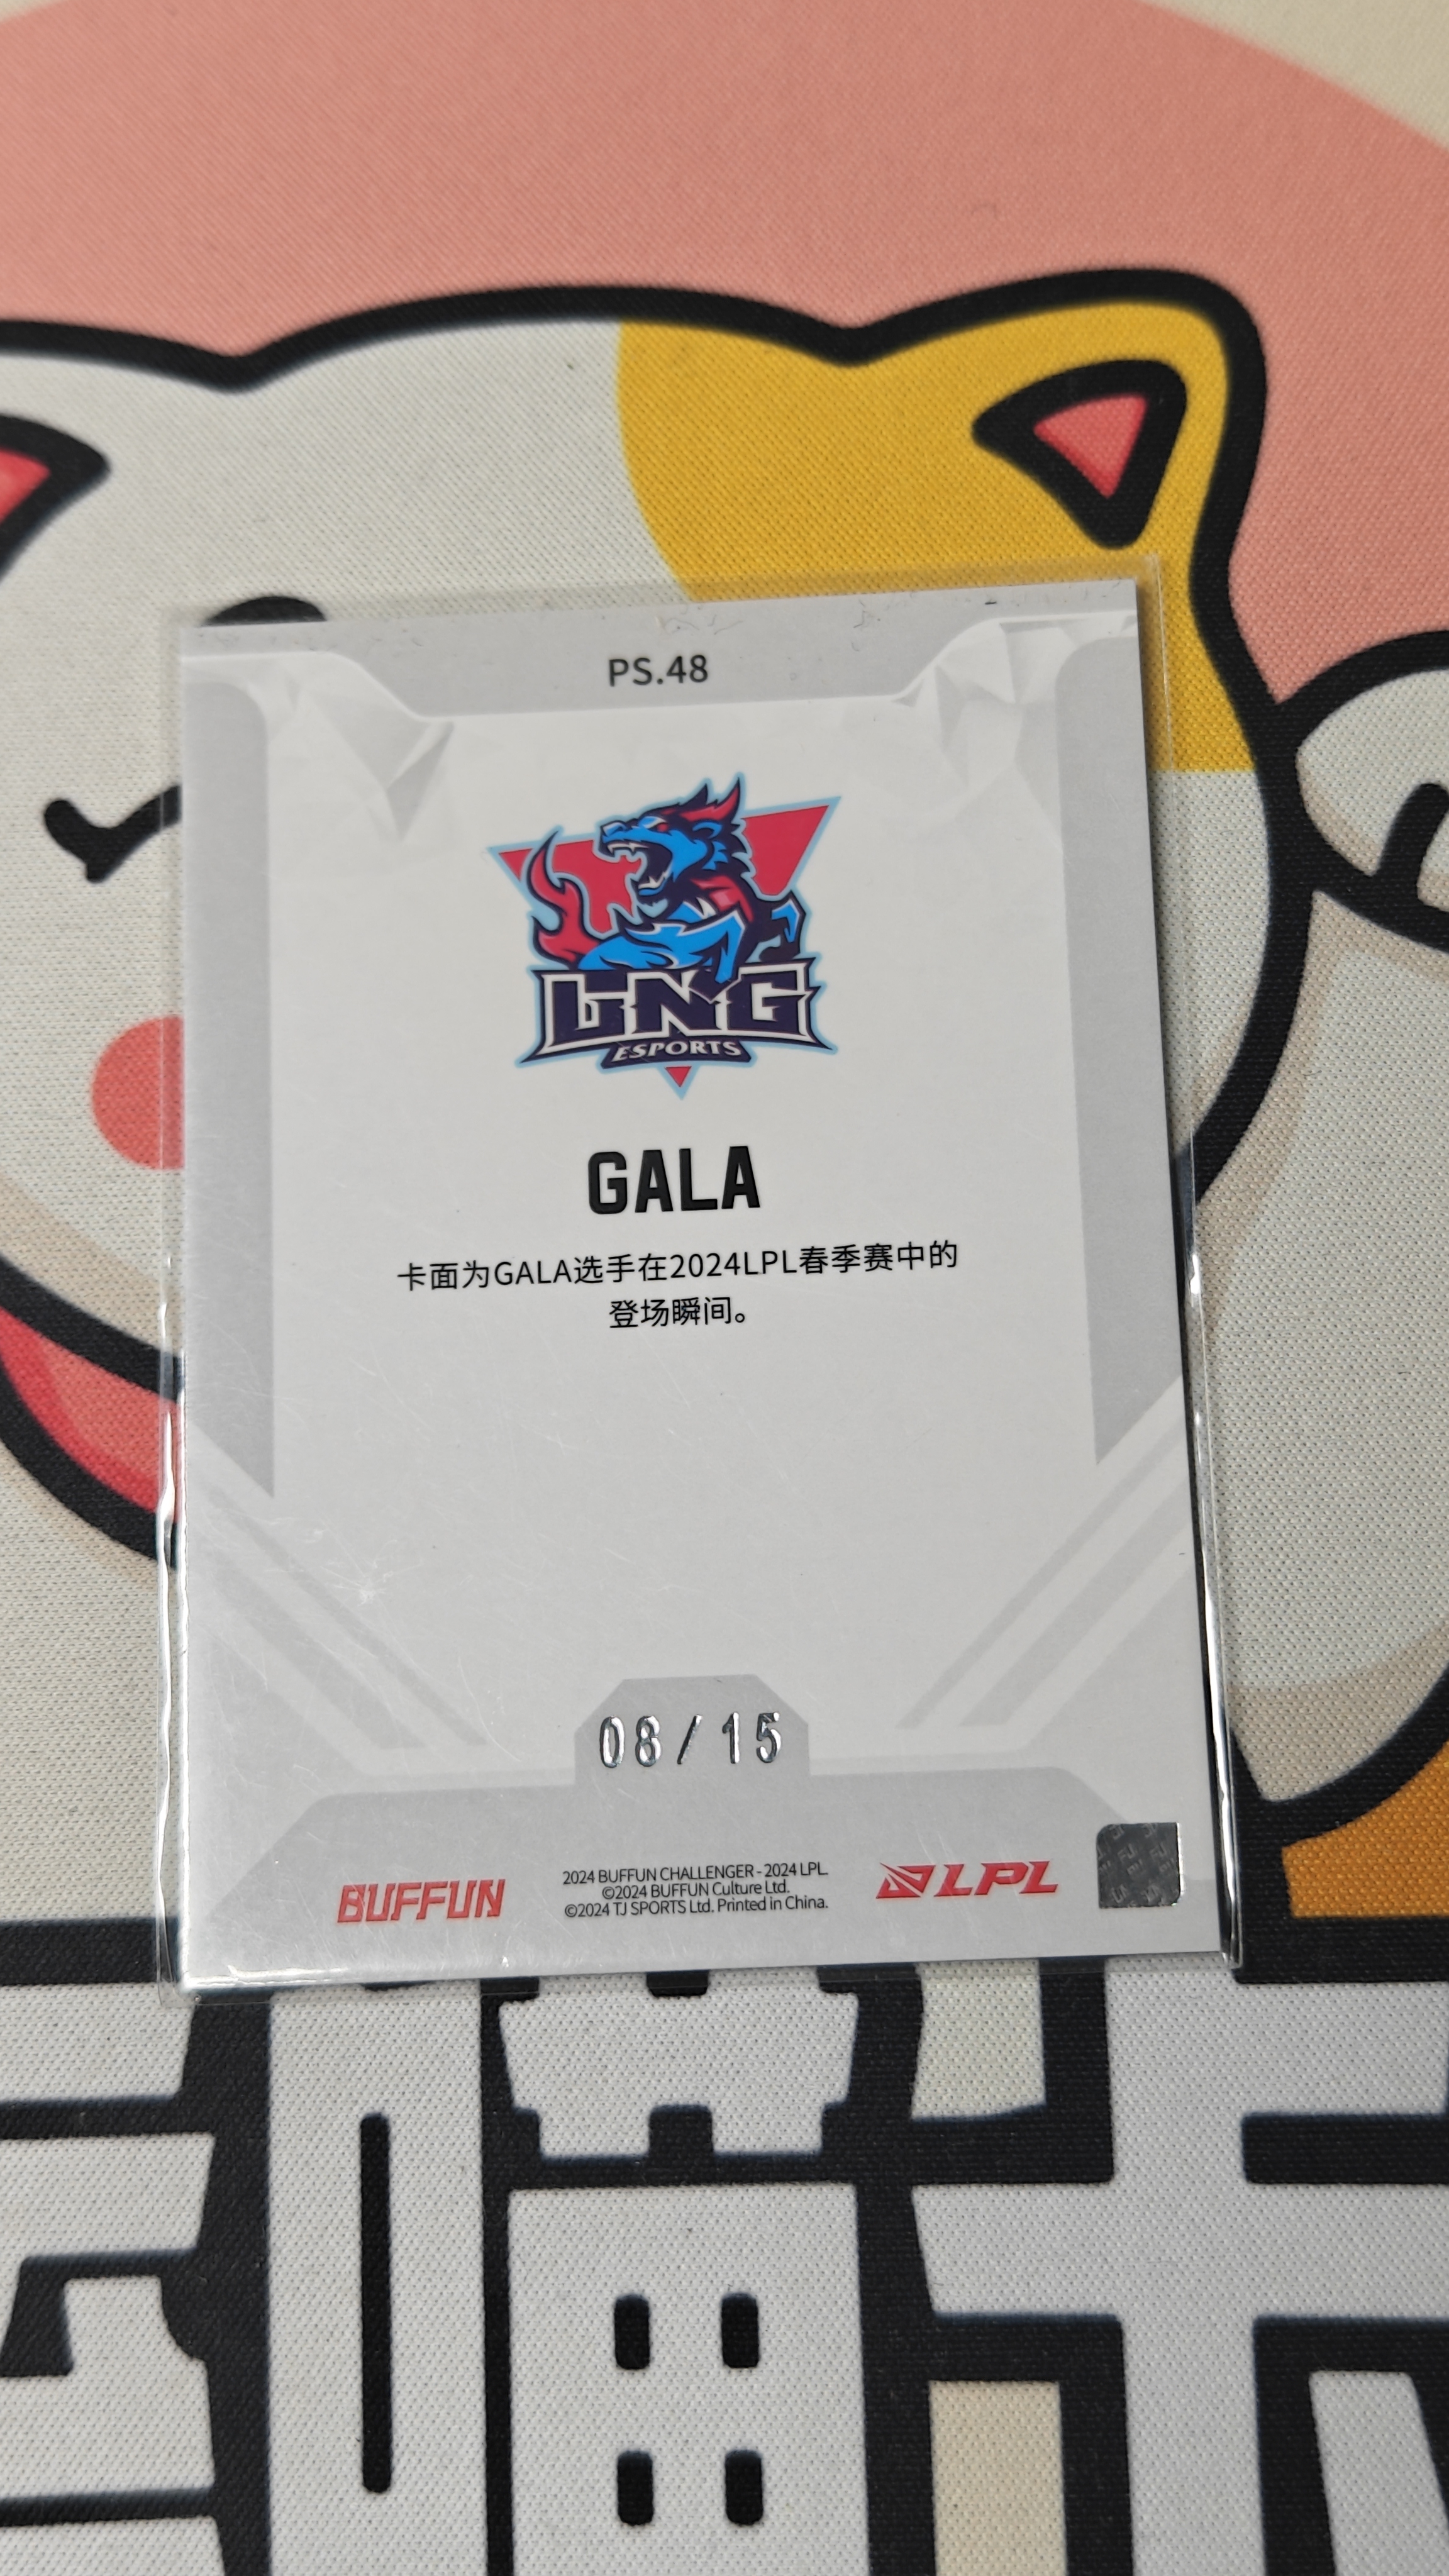 PS.48
LNG
ESPORTS
GALA
卡面为GALA选手在2024LPL春季赛中的
登场瞬间。
08/15
BUFFUN
2024 BUFFUN CHALLENGER - 2024 LPL.
©2024 BUFFUN Culture Ltd.
©2024 TJ SPORTS Ltd. Printed in China.
LPL